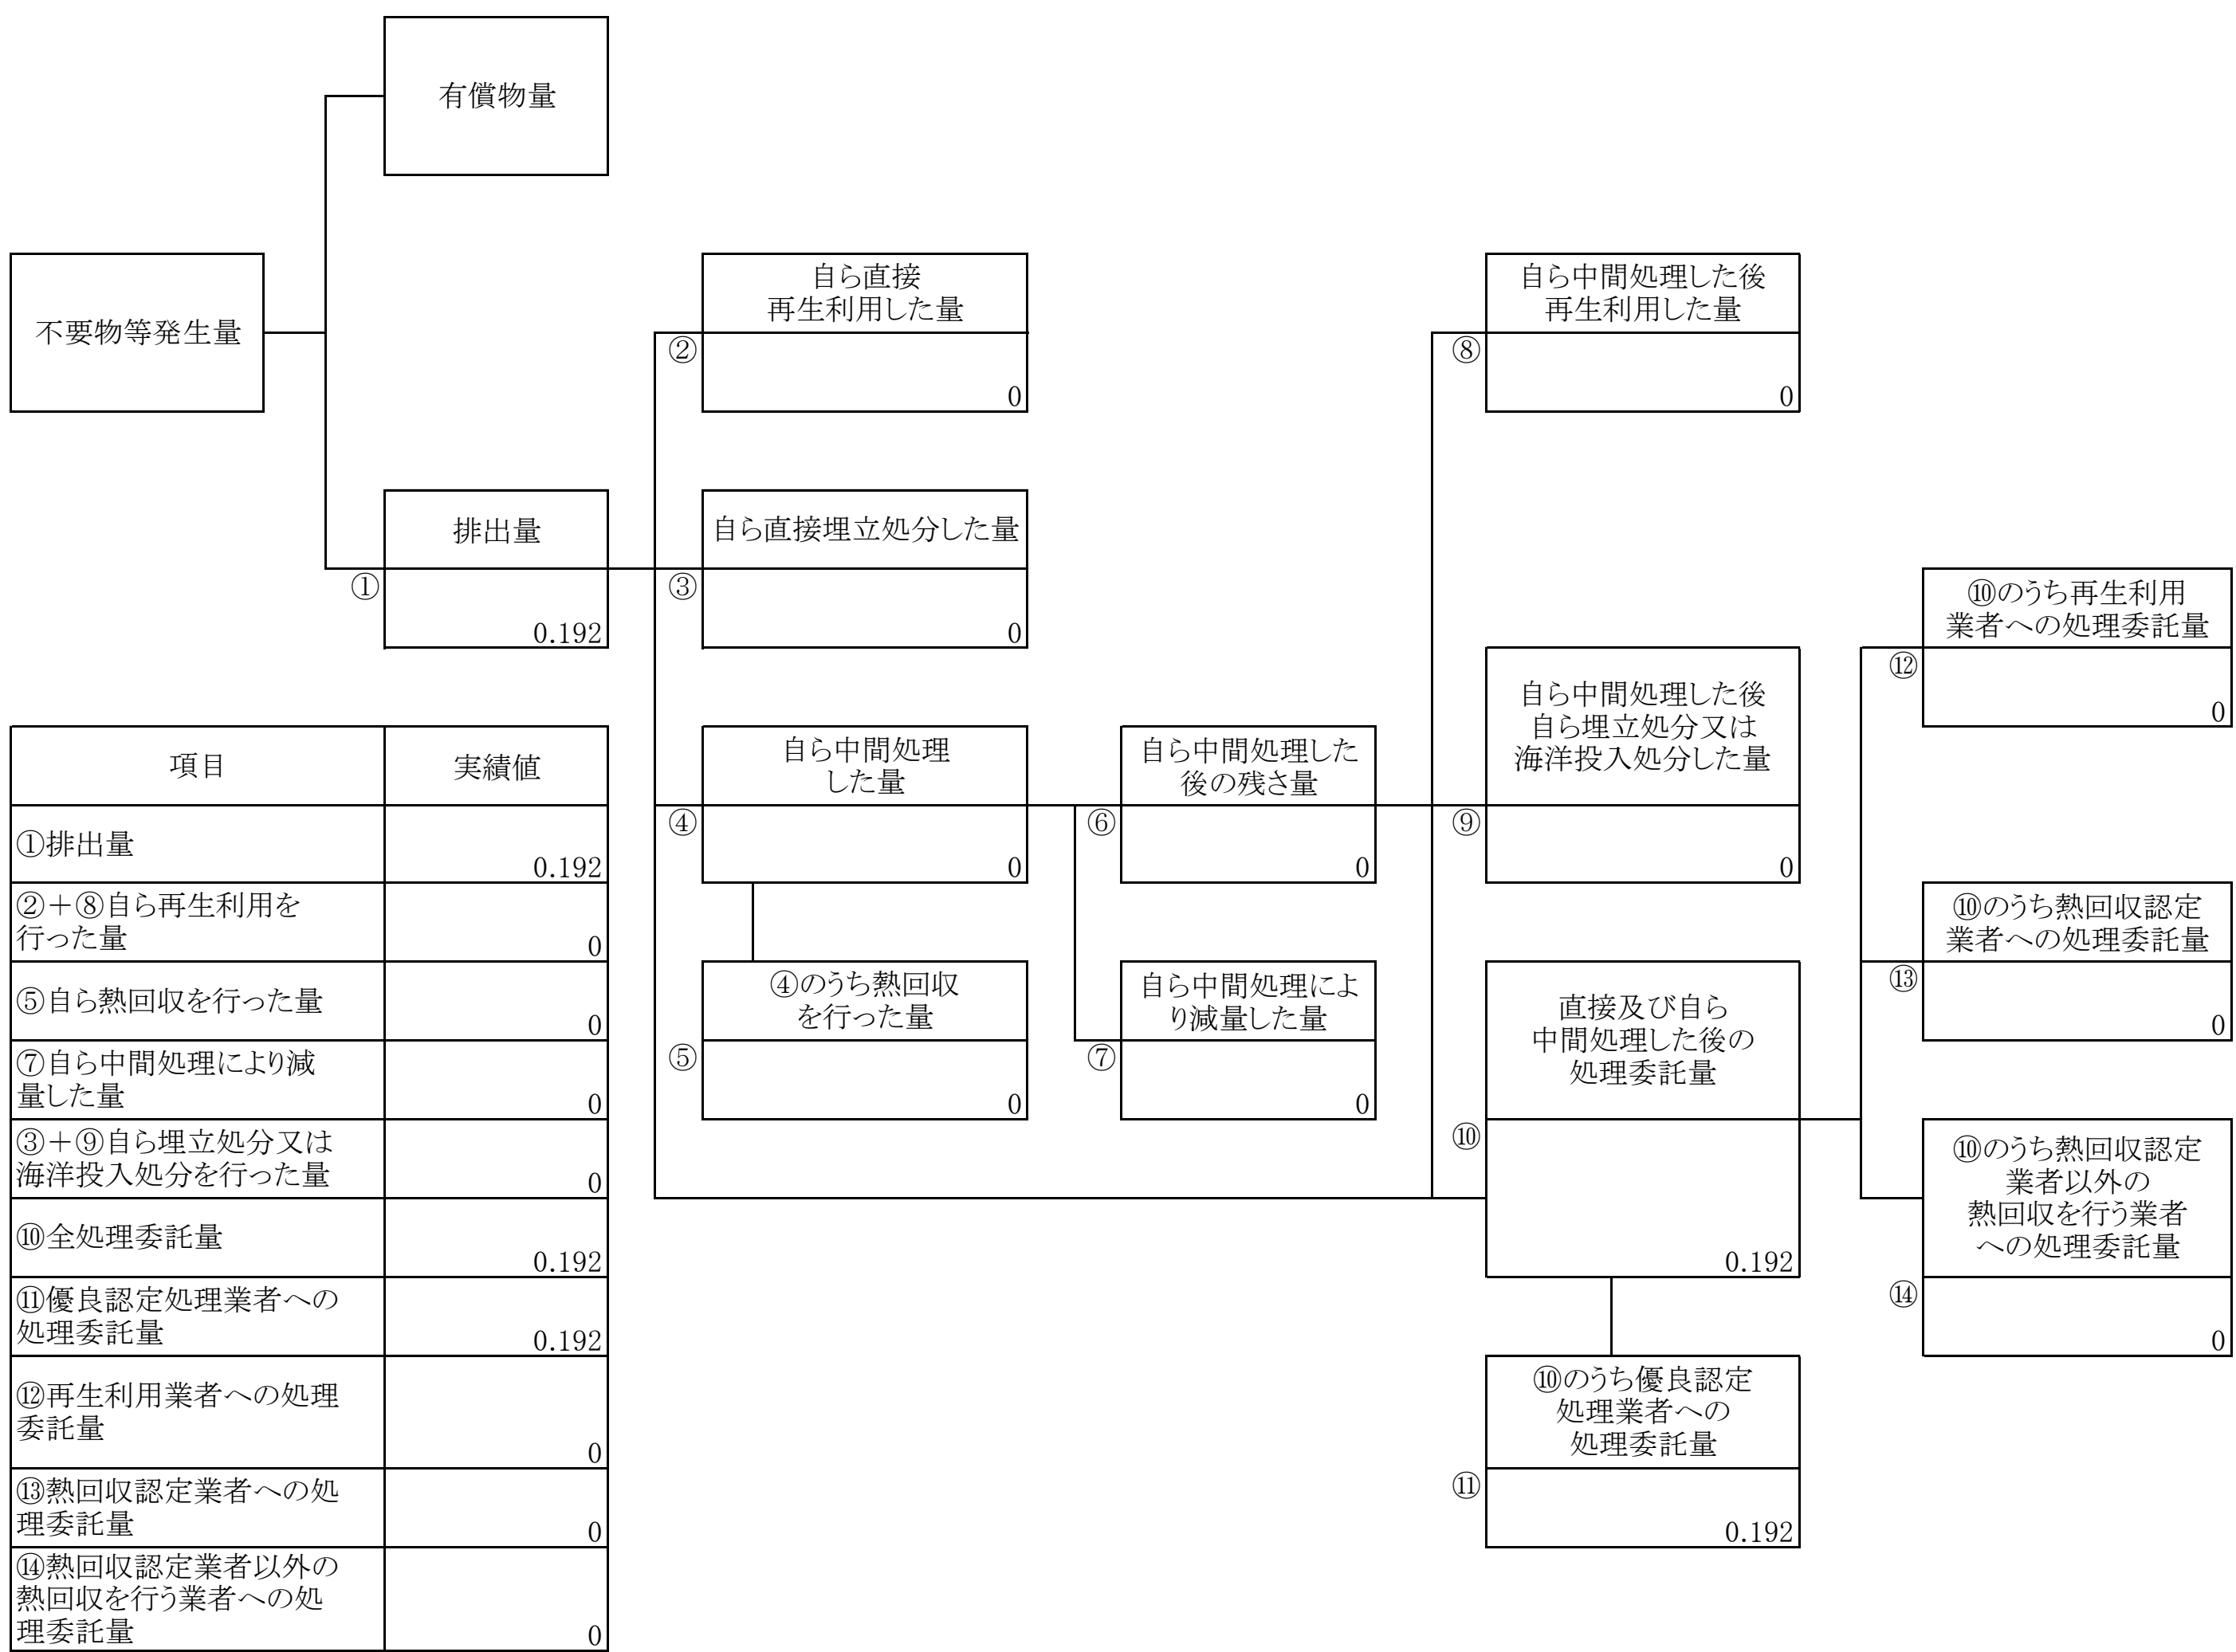 有償物量
不要物等発生量
排出量
①
0.192
自ら直接
再生利用した量
②
0
自ら直接埋立処分した量
③
0
自ら中間処理
した量
④
0
④のうち熱回収
を行った量
⑤
0
自ら中間処理した
後の残さ量
⑥
0
自ら中間処理によ
り減量した量
⑦
0
自ら中間処理した後
再生利用した量
⑧
0
自ら中間処理した後
自ら埋立処分又は
海洋投入処分した量
⑨
0
直接及び自ら
中間処理した後の
処理委託量
⑩
0.192
⑩のうち優良認定
処理業者への
処理委託量
⑪
0.192
⑩のうち再生利用
業者への処理委託量
⑫
0
⑩のうち熱回収認定
業者への処理委託量
⑬
0
⑩のうち熱回収認定
業者以外の
熱回収を行う業者
への処理委託量
⑭
0
項目
実績値
①排出量
0.192
②＋⑧自ら再生利用を
行った量
0
⑤自ら熱回収を行った量
0
⑦自ら中間処理により減
量した量
0
③＋⑨自ら埋立処分又は
海洋投入処分を行った量
0
⑩全処理委託量
0.192
⑪優良認定処理業者への
処理委託量
0.192
⑫再生利用業者への処理
委託量
0
⑬熱回収認定業者への処
理委託量
0
⑭熱回収認定業者以外の
熱回収を行う業者への処
理委託量
0